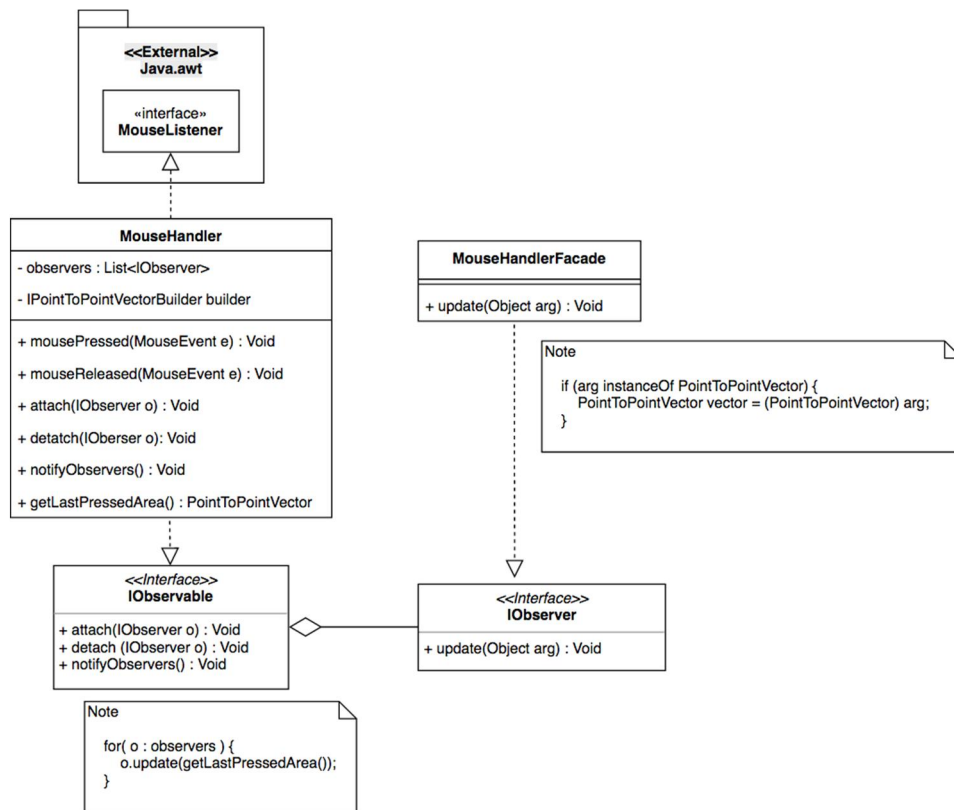 <<External>>
Java.awt
«interface»
MouseListener
MouseHandler
- observers : List<IObserver>
- IPointToPointVectorBuilder builder
+ mousePressed(MouseEvent e) : Void
+ mouseReleased(MouseEvent e) : Void
+ attach(IObserver o) : Void
+ detatch(IOberser o): Void
+ notifyObservers() : Void
+ getLastPressedArea() : PointToPointVector
MouseHandlerFacade
+ update(Object arg) : Void
Note
if (arg instanceOf PointToPointVector) {
PointToPointVector vector = (PointToPointVector) arg;
}
<<Interface>>
IObservable
+ attach(IObserver o) : Void
+ detach (IObserver o) : Void
+ notifyObservers() : Void
<<Interface>>
IObserver
+ update(Object arg) : Void
Note
for( o : observers ) {
o.update(getLastPressedArea());
}